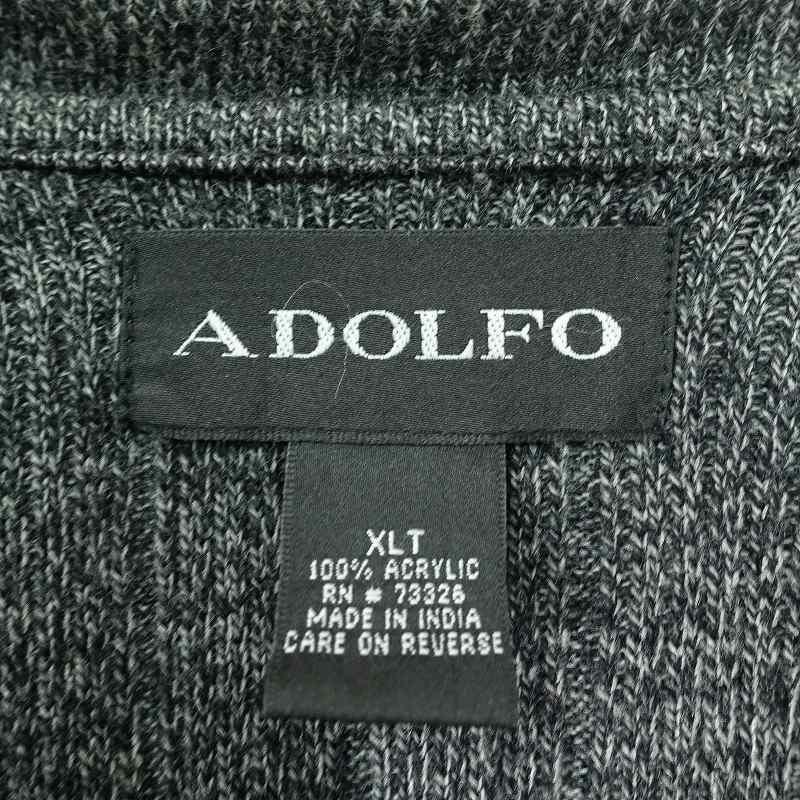 ADOLFO
XLT
100% ACRYLIC
RN # 73326
MADE IN INDIA
CARE ON REVERSE